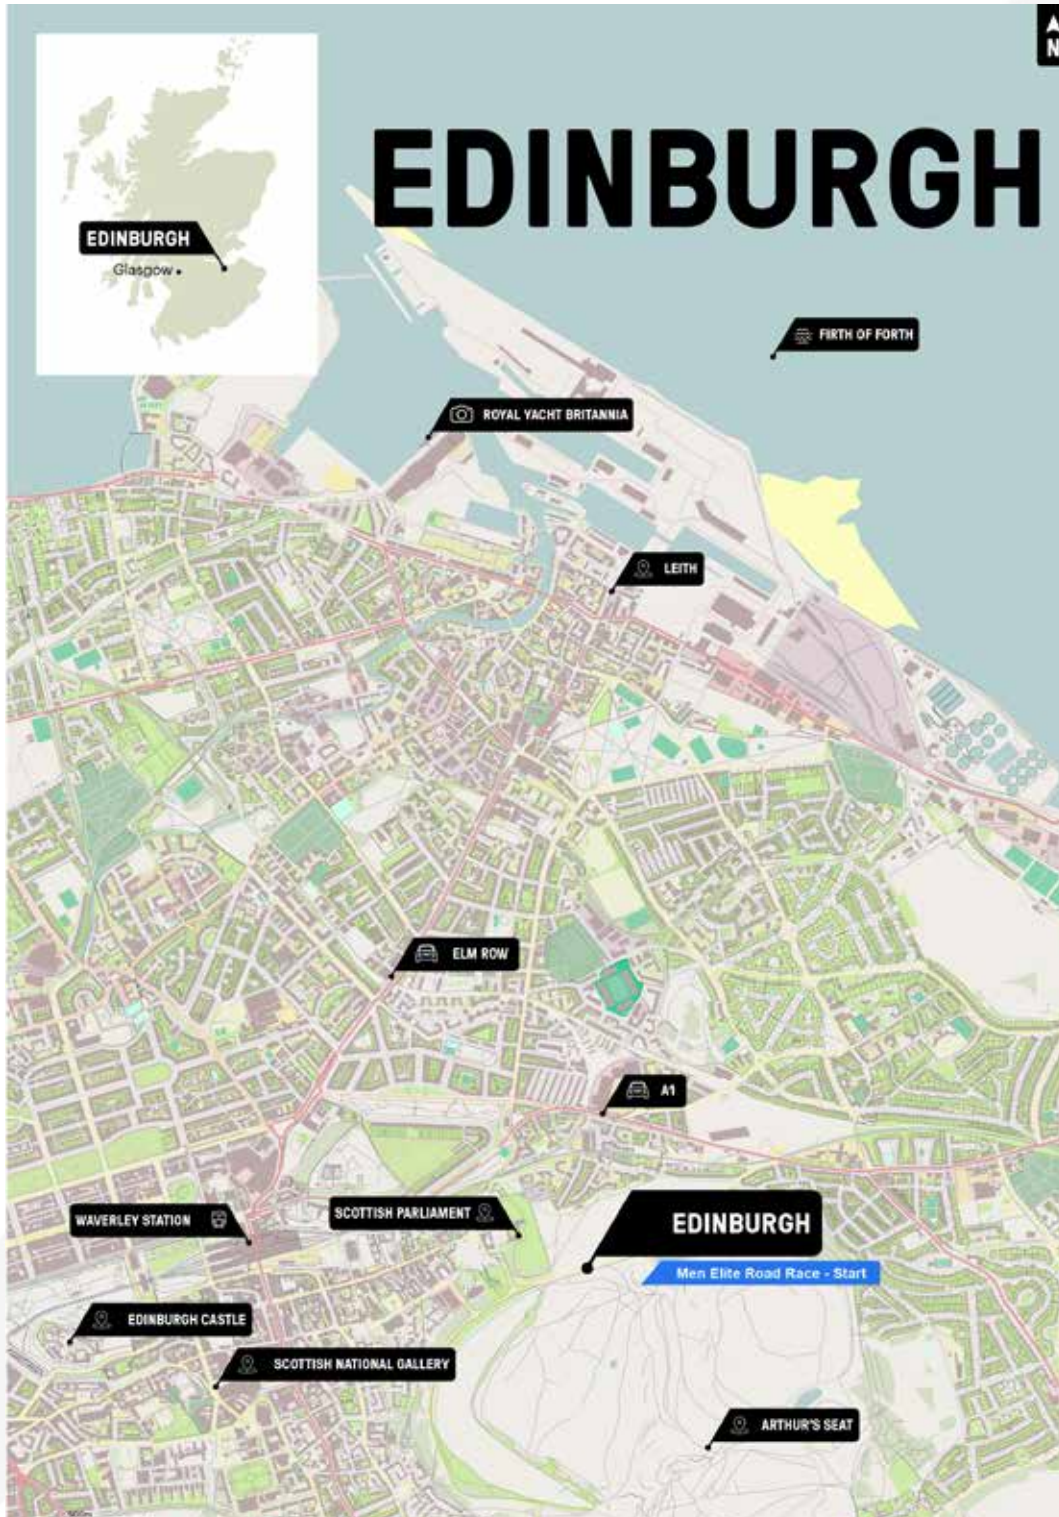 N
EDINBURGH
EDINBURGH
Glasgow
FIRTH OF FORTH
ROYAL YACHT BRITANNIA
LEITH
ELM ROW
A1
WAVERLEY STATION
SCOTTISH PARLIAMENT
EDINBURGH
Men Elite Road Race - Start
EDINBURGH CASTLE
SCOTTISH NATIONAL GALLERY
ARTHUR'S SEAT